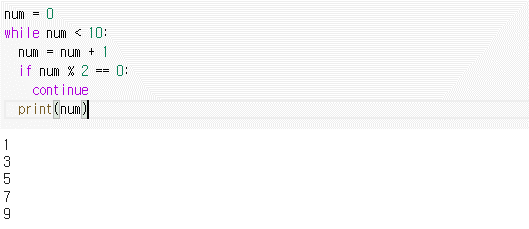 num = 0
while num < 10:
  num = num + 1
  if num % 2 == 0:
    continue
  print(num)
1
3
5
7
9